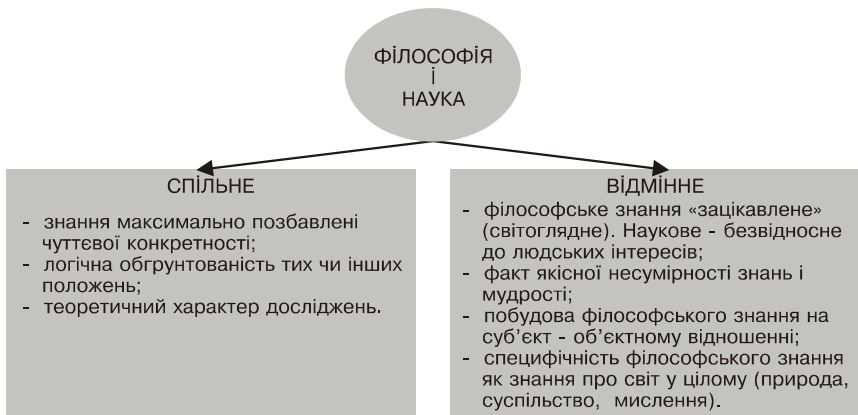 ФІЛОСОФІЯ
І
НАУКА
СПІЛЬНЕ
- знання максимально позбавлені
чуттєвої конкретності;
- логічна обгрунтованість тих чи інших
положень;
- теоретичний характер досліджень.
ВІДМІННЕ
- філософське знання «зацікавлене»
(світоглядне). Наукове - безвідносне
до людських інтересів;
- факт якісної несумірності знань і
мудрості;
- побудова філософського знання на
суб’єкт - об’єктному відношенні;
- специфічність філософського знання
як знання про світ у цілому (природа,
суспільство, мислення).